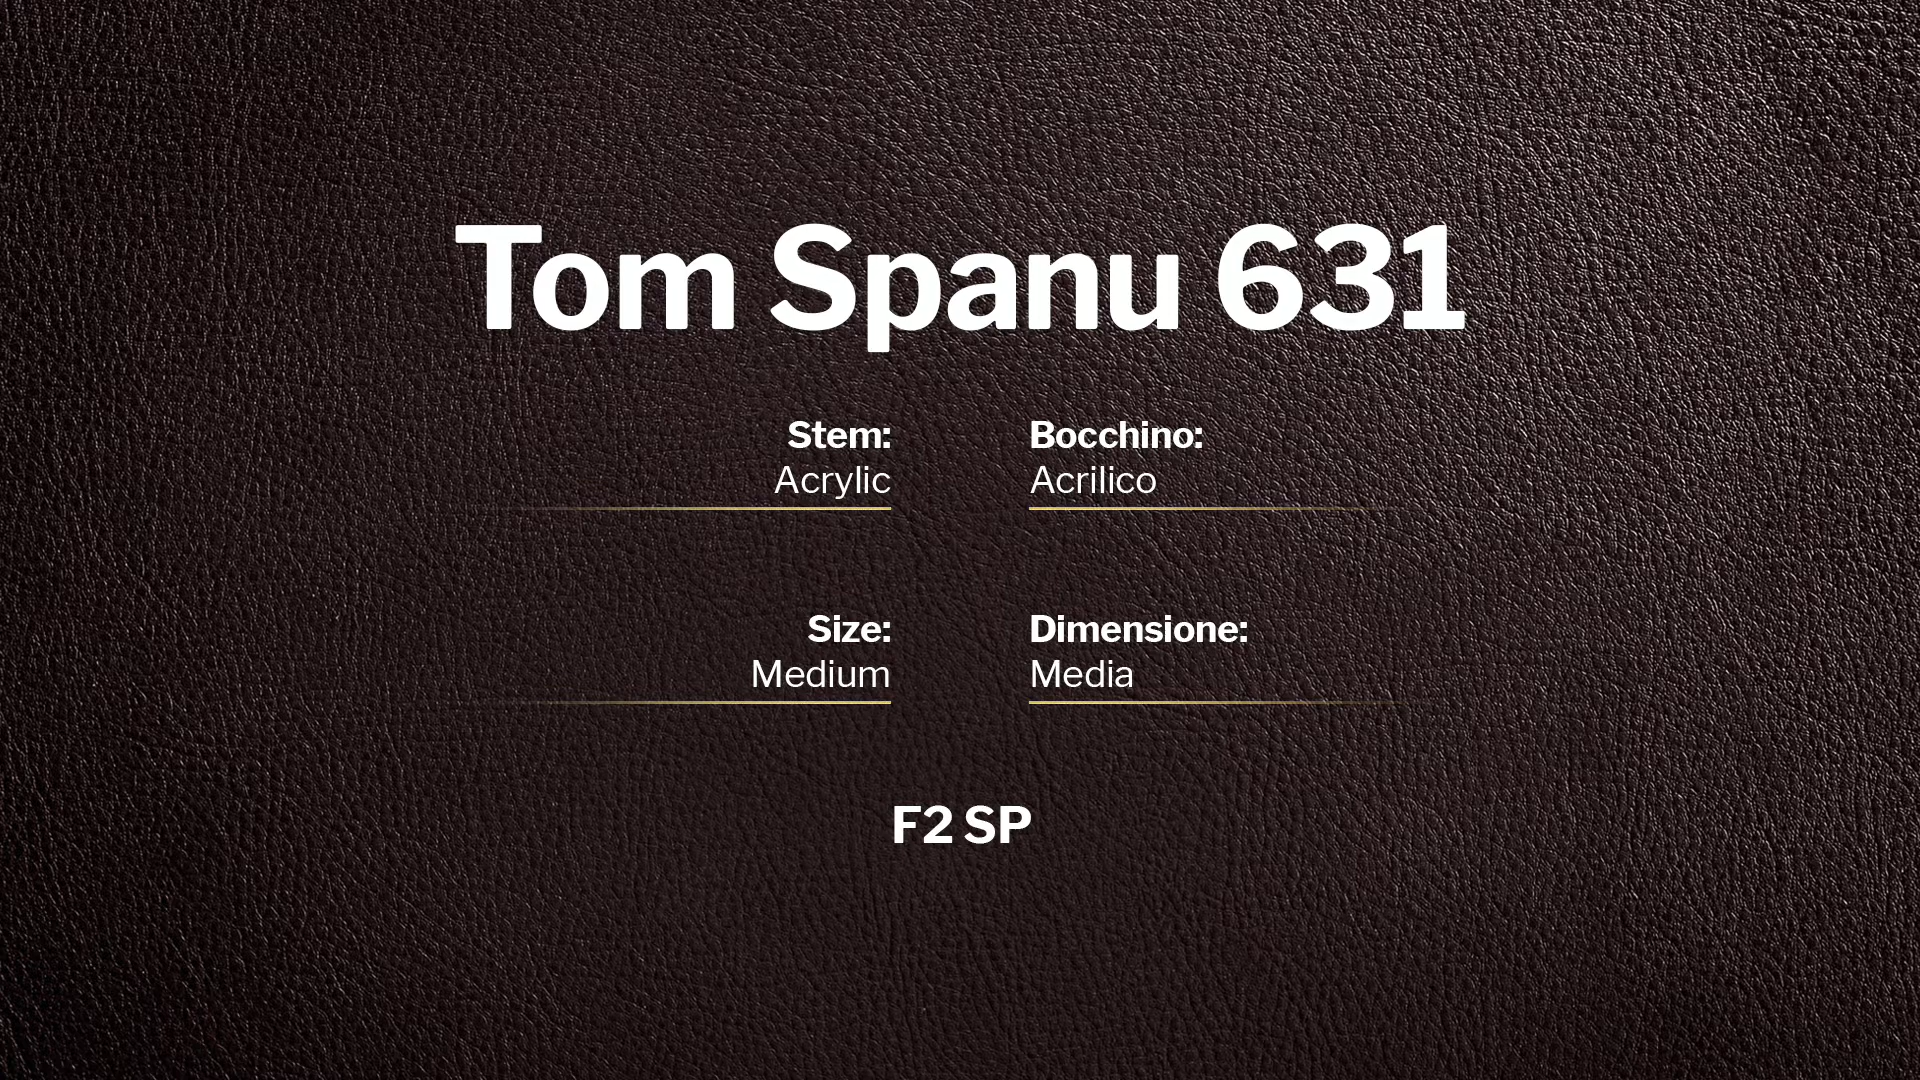 Tom Spanu 631
Stem:
Acrylic
Bocchino:
Acrilico
Size:
Medium
Dimensione:
Media
F2 SP